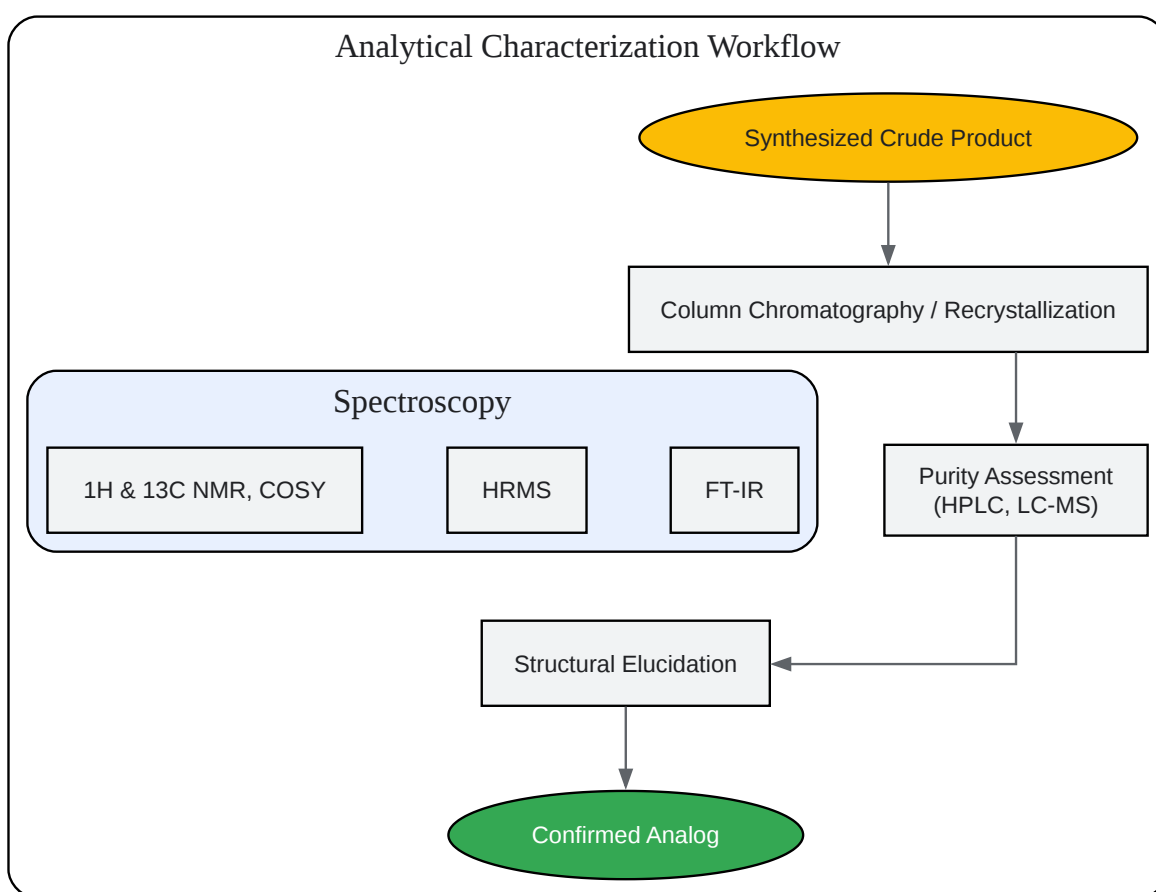 Analytical Characterization Workflow
Synthesized Crude Product
Column Chromatography / Recrystallization
Spectroscopy
1H & 13C NMR, COSY
HRMS
FT-IR
Purity Assessment
(HPLC, LC-MS)
Structural Elucidation
Confirmed Analog